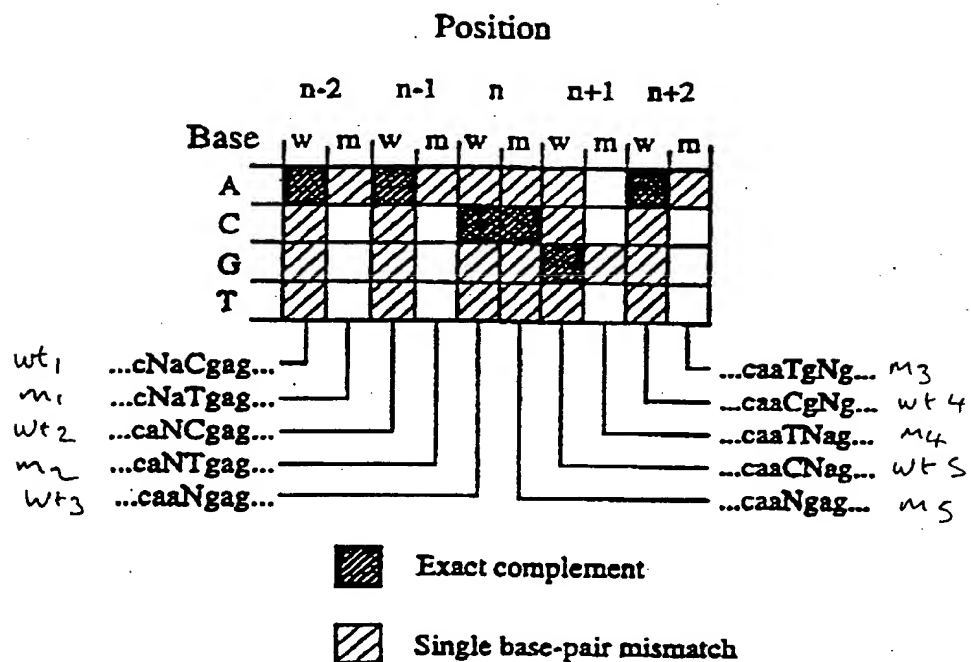 Position
n-2 n-1 n n+1 n+2
Base w m w m w m w m w m
A
C
G
T
wt1 ...cNaCgag...
m1 ...cNaTgag...
wt2 ...caNCgag...
m2 ...caNTgag...
wt3 ...caaNgag...
...caaTgNg... m3
...caaCgNg... wt4
...caaTNag... m4
...caaCNag... wt5
...caaNgag... m5
Exact complement
Single base-pair mismatch